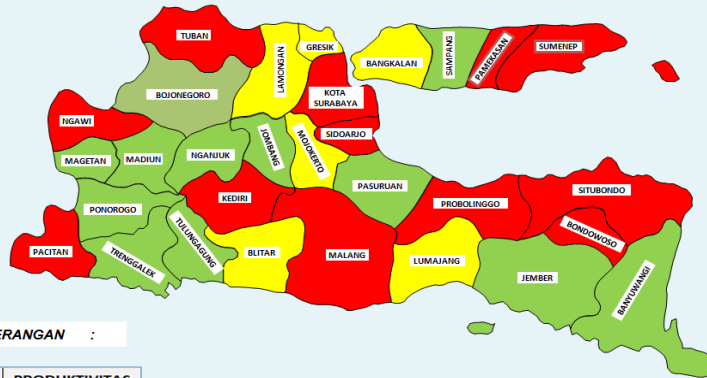 TUBAN
LAMONGAN
GRESIK
BANGKALAN
SAMPANG
PAMEKASAN
SUMENEP
BOJONEGORO
KOTA
SURABAYA
NGAWI
SIDOARJO
MAGETAN
MADIUN
NGANJUK
JOMBANG
MOJOKERTO
PASURUAN
PONOROGO
KEDIRI
PROBOLINGGO
SITUBONDO
BONDOWOSO
PACITAN
TRENGGALEK
TULUNGAGUNG
BLITAR
MALANG
LUMAJANG
JEMBER
BANYUWANGI
ERANGAN :
PRODUKTIVITAS